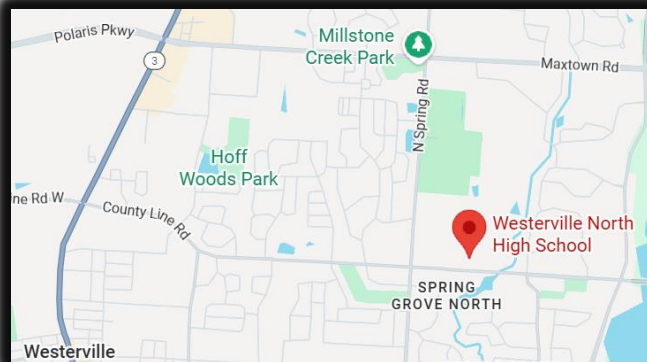 Polaris Pkwy
3
Millstone
Creek Park
Maxtown Rd
N Spring Rd
Hoff
Woods Park
ne Rd W
County Line Rd
Westerville North
High School
SPRING
GROVE NORTH
Westerville